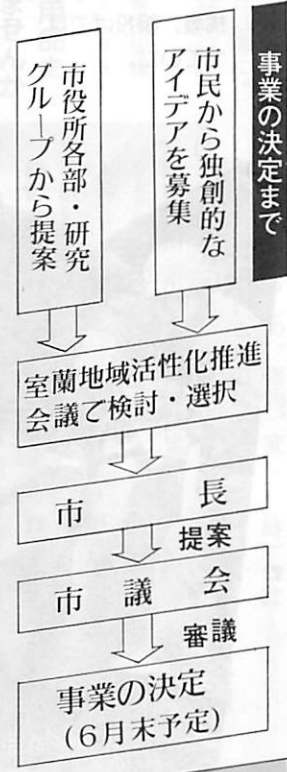 事業の決定まで
市民から独創的な
アイデアを募集
市役所各部・研究
グループから提案
室蘭地域活性化推進
会議で検討・選択
市長
提案
市議会
審議
事業の決定
(6月末予定)